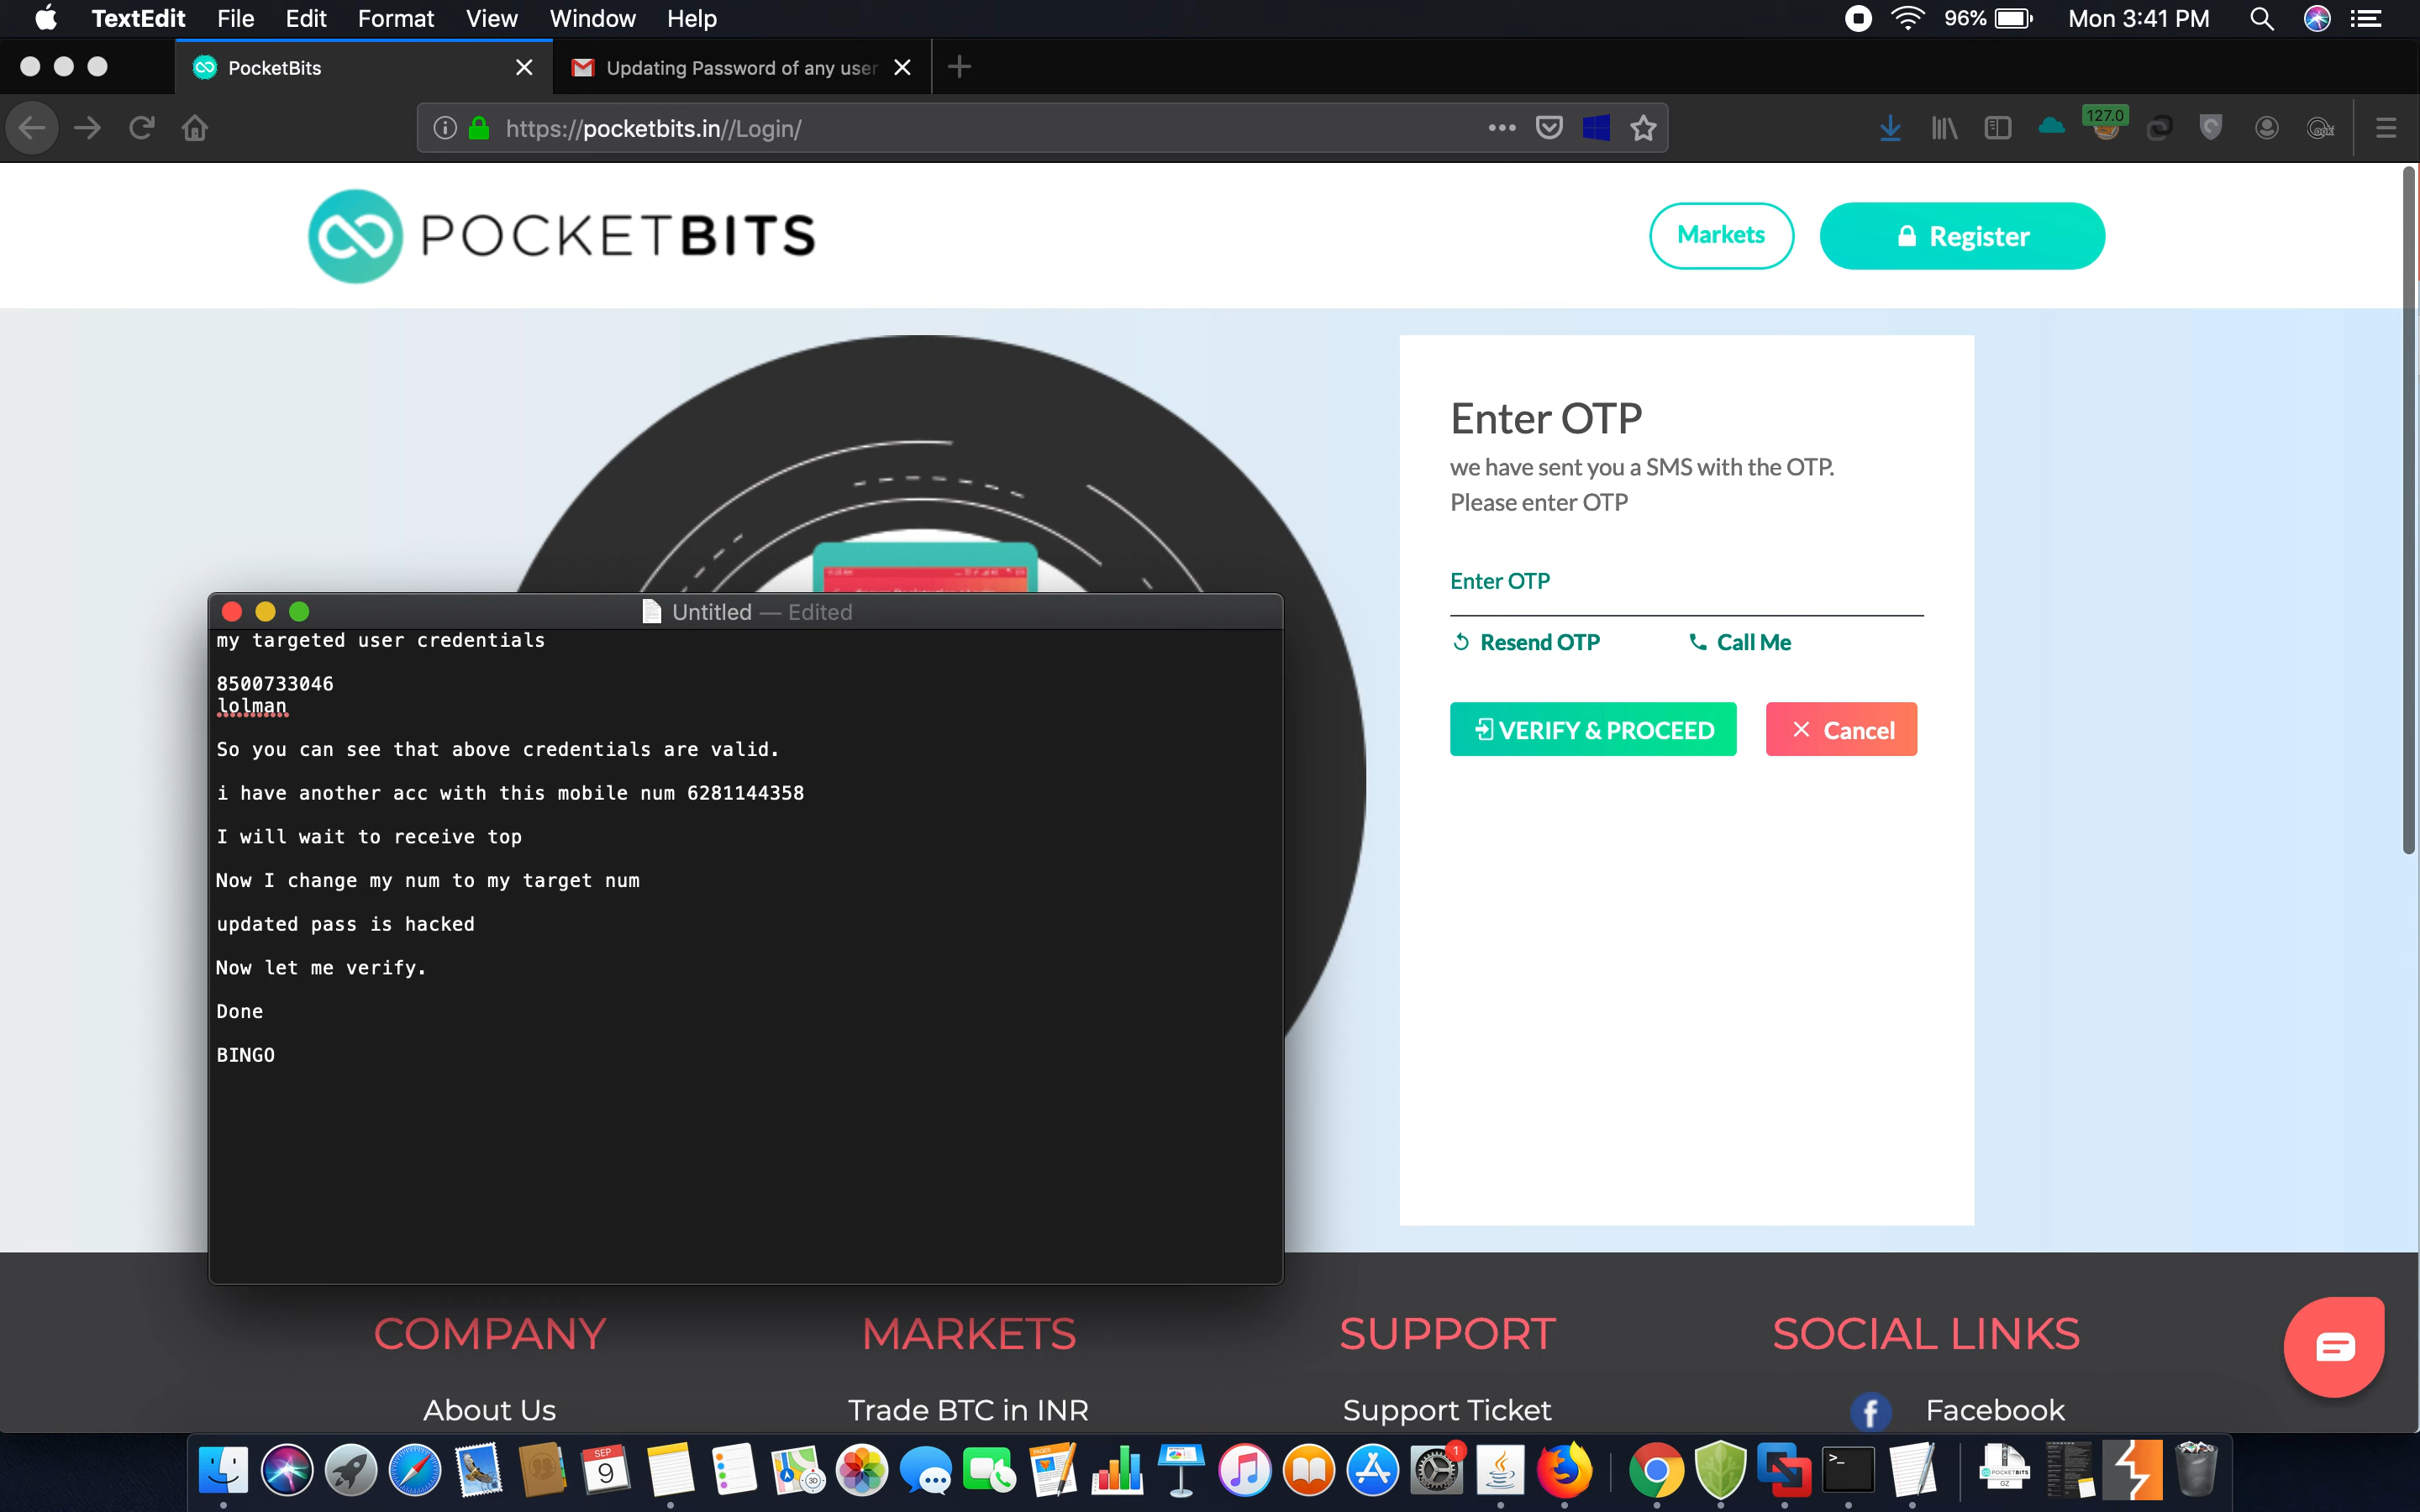 TextEdit File Edit Format View Window Help 96% Mon 3:41 PM
PocketBits
Updating Password of any user
https://pocketbits.in//Login/
127.0
POCKETBITS
Markets
Register
Enter OTP
we have sent you a SMS with the OTP.
Please enter OTP
Enter OTP
Resend OTP Call Me
VERIFY & PROCEED
Cancel
Untitled — Edited
my targeted user credentials
8500733046
lolman
So you can see that above credentials are valid.
i have another acc with this mobile num 6281144358
I will wait to receive top
Now I change my num to my target num
updated pass is hacked
Now let me verify.
Done
BINGO
COMPANY MARKETS SUPPORT SOCIAL LINKS
About Us Trade BTC in INR Support Ticket Facebook
SEP
9
1